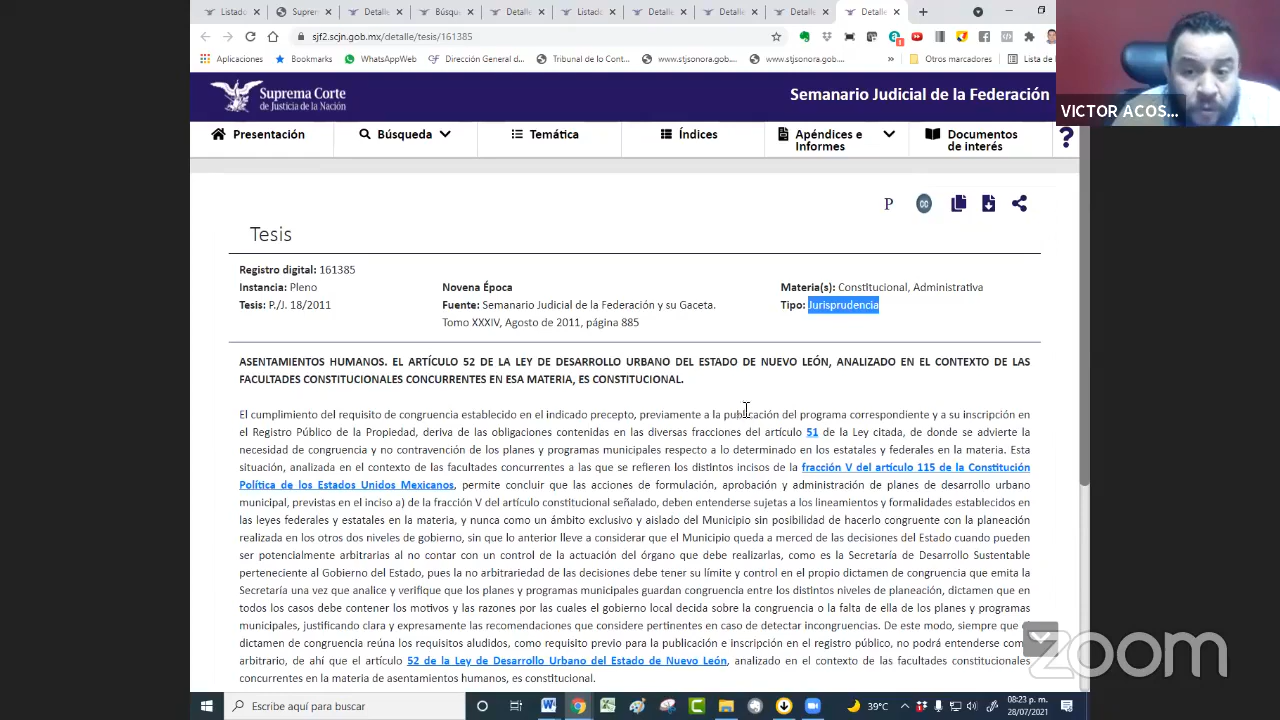 Listado
Suprem
Detalle
Búsqu
Detalle
Listado
Detalle
Detalle
Detalle
Detalle
sjf2.scjn.gob.mx/detalle/tesis/161385
Aplicaciones
Bookmarks
WhatsAppWeb
Dirección General d...
Tribunal de lo Cont...
www.stjsonora.gob....
www.stjsonora.gob....
»
Otros marcadores
Lista de
Suprema Corte
de Justicia de la Nación
Semanario Judicial de la Federación
VICTOR ACOS...
Presentación
Búsqueda
Temática
Índices
Apéndices e
Informes
Documentos
de interés
?
P
Tesis
Registro digital: 161385
Instancia: Pleno
Novena Época
Materia(s): Constitucional, Administrativa
Tesis: P./J. 18/2011
Fuente: Semanario Judicial de la Federación y su Gaceta.
Tipo: Jurisprudencia
Tomo XXXIV, Agosto de 2011, página 885
ASENTAMIENTOS HUMANOS. EL ARTÍCULO 52 DE LA LEY DE DESARROLLO URBANO DEL ESTADO DE NUEVO LEÓN, ANALIZADO EN EL CONTEXTO DE LAS
FACULTADES CONSTITUCIONALES CONCURRENTES EN ESA MATERIA, ES CONSTITUCIONAL.
El cumplimiento del requisito de congruencia establecido en el indicado precepto, previamente a la publicación del programa correspondiente y a su inscripción en
el Registro Público de la Propiedad, deriva de las obligaciones contenidas en las diversas fracciones del artículo 51 de la Ley citada, de donde se advierte la
necesidad de congruencia y no contravención de los planes y programas municipales respecto a lo determinado en los estatales y federales en la materia. Esta
situación, analizada en el contexto de las facultades concurrentes a las que se refieren los distintos incisos de la fracción V del artículo 115 de la Constitución
Política de los Estados Unidos Mexicanos, permite concluir que las acciones de formulación, aprobación y administración de planes de desarrollo urbano
municipal, previstas en el inciso a) de la fracción V del artículo constitucional señalado, deben entenderse sujetas a los lineamientos y formalidades establecidos en
las leyes federales y estatales en la materia, y nunca como un ámbito exclusivo y aislado del Municipio sin posibilidad de hacerlo congruente con la planeación
realizada en los otros dos niveles de gobierno, sin que lo anterior lleve a considerar que el Municipio queda a merced de las decisiones del Estado cuando pueden
ser potencialmente arbitrarias al no contar con un control de la actuación del órgano que debe realizarlas, como es la Secretaría de Desarrollo Sustentable
perteneciente al Gobierno del Estado, pues la no arbitrariedad de las decisiones debe tener su límite y control en el propio dictamen de congruencia que emita la
Secretaría una vez que analice y verifique que los planes y programas municipales guardan congruencia entre los distintos niveles de planeación, dictamen que en
todos los casos debe contener los motivos y las razones por las cuales el gobierno local decida sobre la congruencia o la falta de ella de los planes y programas
municipales, justificando clara y expresamente las recomendaciones que considere pertinentes en caso de detectar incongruencias. De este modo, siempre que
dictamen de congruencia reúna los requisitos aludidos, como requisito previo para la publicación e inscripción en el registro público, no podrá entenderse com
arbitrario, de ahí que el artículo 52 de la Ley de Desarrollo Urbano del Estado de Nuevo León, analizado en el contexto de las facultades constitucionales
concurrentes en la materia de asentamientos humanos, es constitucional.
zoom
Escribe aquí para buscar
39°C
08:23 p. m.
28/07/2021